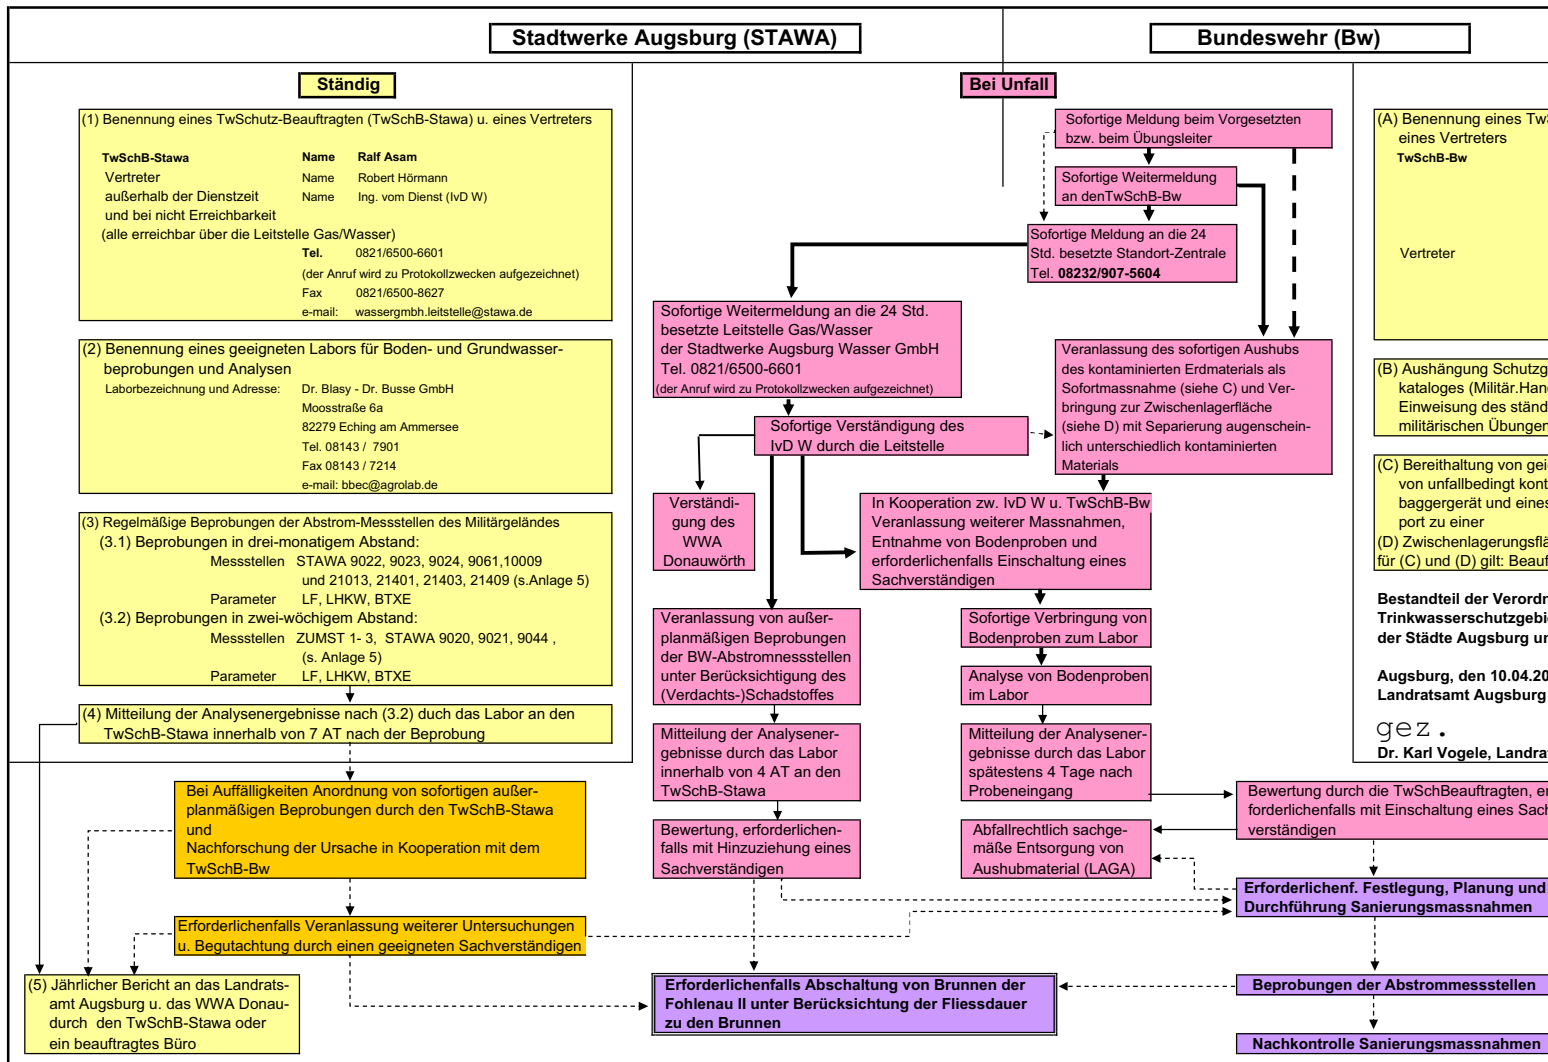 Stadtwerke Augsburg (STAWA)
Bundeswehr (Bw)
Ständig
(1) Benennung eines TwSchutz-Beauftragten (TwSchB-Stawa) u. eines Vertreters
TwSchB-Stawa Name Ralf Asam
Vertreter Name Robert Hörmann
außerhalb der Dienstzeit Name Ing. vom Dienst (IvD W)
und bei nicht Erreichbarkeit
(alle erreichbar über die Leitstelle Gas/Wasser)
Tel. 0821/6500-6601
(der Anruf wird zu Protokollzwecken aufgezeichnet)
Fax 0821/6500-8627
e-mail: wassergmbh.leitstelle@stawa.de
(2) Benennung eines geeigneten Labors für Boden- und Grundwasser-
beprobungen und Analysen
Laborbezeichnung und Adresse: Dr. Blasy - Dr. Busse GmbH
Moosstraße 6a
82279 Eching am Ammersee
Tel. 08143 / 7901
Fax 08143 / 7214
e-mail: bbec@agrolab.de
(3) Regelmäßige Beprobungen der Abstrom-Messstellen des Militärgeländes
(3.1) Beprobungen in drei-monatigem Abstand:
Messstellen STAWA 9022, 9023, 9024, 9061,10009
und 21013, 21401, 21403, 21409 (s.Anlage 5)
Parameter LF, LHKW, BTXE
(3.2) Beprobungen in zwei-wöchigem Abstand:
Messstellen ZUMST 1- 3, STAWA 9020, 9021, 9044 ,
(s. Anlage 5)
Parameter LF, LHKW, BTXE
(4) Mitteilung der Analysenergebnisse nach (3.2) duch das Labor an den
TwSchB-Stawa innerhalb von 7 AT nach der Beprobung
Bei Auffälligkeiten Anordnung von sofortigen außer-
planmäßigen Beprobungen durch den TwSchB-Stawa
und
Nachforschung der Ursache in Kooperation mit dem
TwSchB-Bw
Erforderlichenfalls Veranlassung weiterer Untersuchungen
u. Begutachtung durch einen geeigneten Sachverständigen
(5) Jährlicher Bericht an das Landrats-
amt Augsburg u. das WWA Donau-
durch den TwSchB-Stawa oder
ein beauftragtes Büro
Bei Unfall
Sofortige Meldung beim Vorgesetzten
bzw. beim Übungsleiter
Sofortige Weitermeldung
an denTwSchB-Bw
Sofortige Meldung an die 24
Std. besetzte Standort-Zentrale
Tel. 08232/907-5604
Sofortige Weitermeldung an die 24 Std.
besetzte Leitstelle Gas/Wasser
der Stadtwerke Augsburg Wasser GmbH
Tel. 0821/6500-6601
(der Anruf wird zu Protokollzwecken aufgezeichnet)
Sofortige Verständigung des
IvD W durch die Leitstelle
Veranlassung des sofortigen Aushubs
des kontaminierten Erdmaterials als
Sofortmassnahme (siehe C) und Ver-
bringung zur Zwischenlagerfläche
(siehe D) mit Separierung augenschein-
lich unterschiedlich kontaminierten
Materials
Verständi-
gung des
WWA
Donauwörth
In Kooperation zw. IvD W u. TwSchB-Bw
Veranlassung weiterer Massnahmen,
Entnahme von Bodenproben und
erforderlichenfalls Einschaltung eines
Sachverständigen
Veranlassung von außer-
planmäßigen Beprobungen
der BW-Abstromnessstellen
unter Berücksichtigung des
(Verdachts-)Schadstoffes
Sofortige Verbringung von
Bodenproben zum Labor
Analyse von Bodenproben
im Labor
Mitteilung der Analysener-
gebnisse durch das Labor
innerhalb von 4 AT an den
TwSchB-Stawa
Mitteilung der Analysener-
gebnisse durch das Labor
spätestens 4 Tage nach
Probeneingang
Bewertung, erforderlichen-
falls mit Hinzuziehung eines
Sachverständigen
Abfallrechtlich sachge-
mäße Entsorgung von
Aushubmaterial (LAGA)
Erforderlichenfalls Abschaltung von Brunnen der
Fohlenau II unter Berücksichtung der Fliessdauer
zu den Brunnen
(A) Benennung eines TwS
eines Vertreters
TwSchB-Bw
Vertreter
(B) Aushängung Schutzg
kataloges (Militär.Han
Einweisung des ständ
militärischen Übungen
(C) Bereithaltung von gei
von unfallbedingt kont
baggergerät und eines
port zu einer
(D) Zwischenlagerungsflä
für (C) und (D) gilt: Beauf
Bestandteil der Verordn
Trinkwasserschutzgebi
der Städte Augsburg un
Augsburg, den 10.04.20
Landratsamt Augsburg
gez.
Dr. Karl Vogele, Landra
Bewertung durch die TwSchBeauftragten, er
forderlichenfalls mit Einschaltung eines Sach
verständigen
Erforderlichenf. Festlegung, Planung und
Durchführung Sanierungsmassnahmen
Beprobungen der Abstrommessstellen
Nachkontrolle Sanierungsmassnahmen